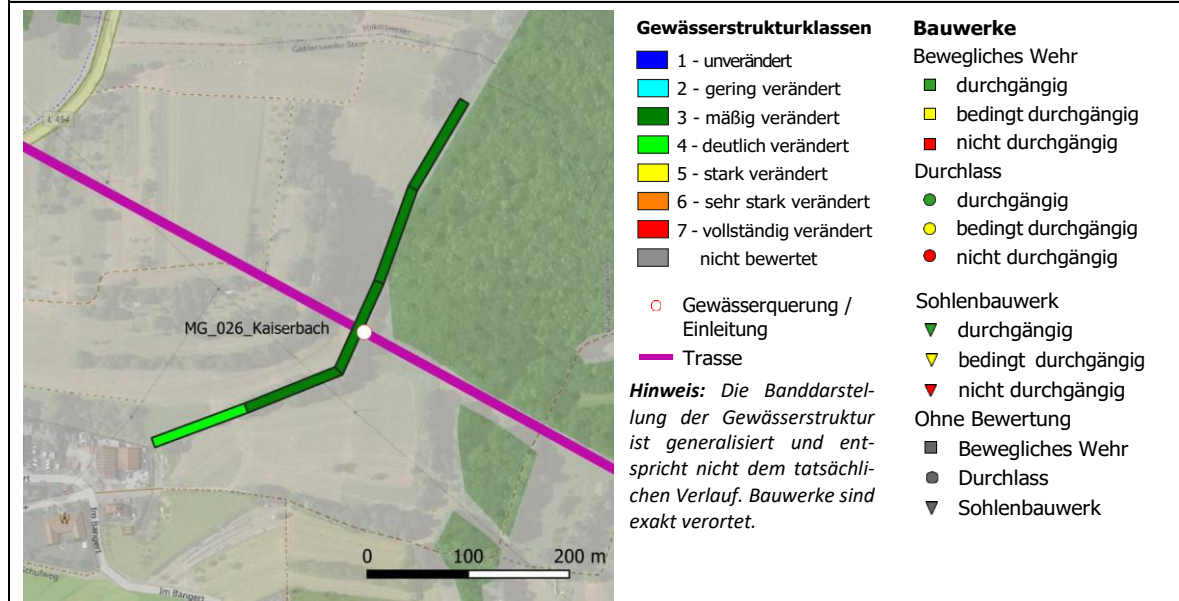 Völkersweiler
L 494
MG_026_Kaiserbach
Im Bangert
Schulweg
Im Bangert
0 100 200 m
Gewässerstrukturklassen
1 - unverändert
2 - gering verändert
3 - mäßig verändert
4 - deutlich verändert
5 - stark verändert
6 - sehr stark verändert
7 - vollständig verändert
nicht bewertet
Gewässerquerung /
Einleitung
Trasse
Hinweis: Die Banddarstel-
lung der Gewässerstruktur
ist generalisiert und ent-
spricht nicht dem tatsächli-
chen Verlauf. Bauwerke sind
exakt verortet.
Bauwerke
Bewegliches Wehr
durchgängig
bedingt durchgängig
nicht durchgängig
Durchlass
durchgängig
bedingt durchgängig
nicht durchgängig
Sohlenbauwerk
durchgängig
bedingt durchgängig
nicht durchgängig
Ohne Bewertung
Bewegliches Wehr
Durchlass
Sohlenbauwerk